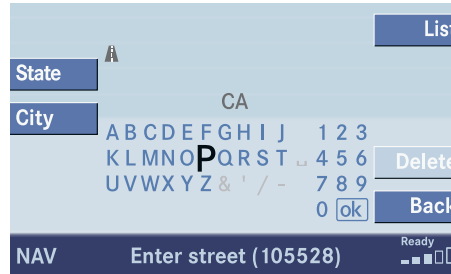 List
State
City
CA
A B C D E F G H I J 1 2 3
K L M N O P Q R S T ␣ 4 5 6
U V W X Y Z & ' / - 7 8 9
0 ok
Delete
Back
NAV Enter street (105528)
Ready